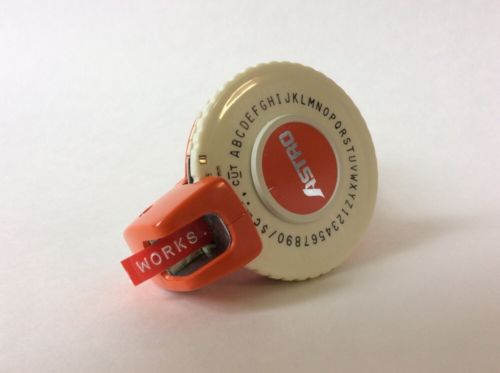 ABCDEFGHIJKLMNOPQRSTUVWXYZ1234567890/$
CUT
ASTRO
WORKS.